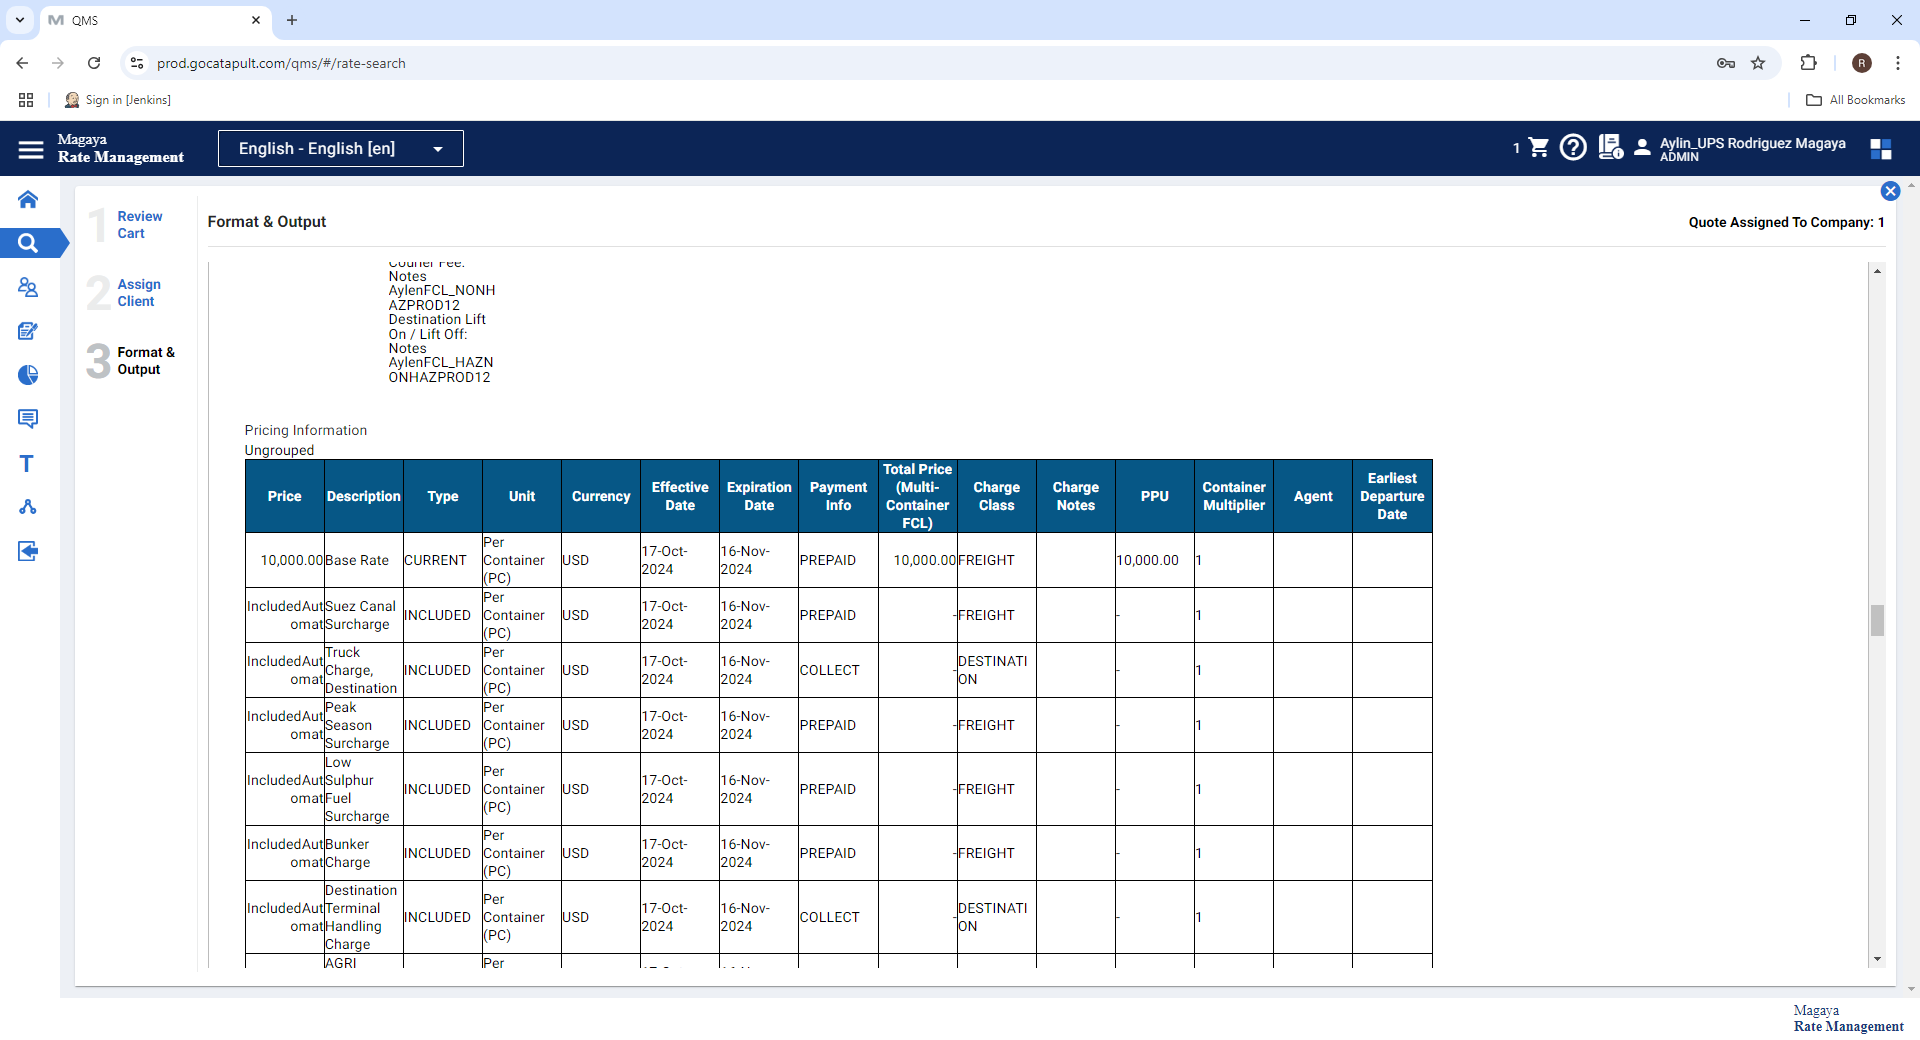 QMS
prod.gocatapult.com/qms/#/rate-search
R
Sign in [Jenkins]
All Bookmarks
Magaya
Rate Management
English - English [en]
1
Aylin_UPS Rodriguez Magaya
ADMIN
1
Review
Cart
2
Assign
Client
3
Format &
Output
Format & Output
Quote Assigned To Company: 1
Courier Fee:
Notes
AylenFCL_NONH
AZPROD12
Destination Lift
On / Lift Off:
Notes
AylenFCL_HAZN
ONHAZPROD12
Pricing Information
Ungrouped
Price Description Type Unit Currency Effective Date Expiration Date Payment Info Total Price (Multi-Container FCL) Charge Class Charge Notes PPU Container Multiplier Agent Earliest Departure Date
10,000.00 Base Rate CURRENT Per Container (PC) USD 17-Oct-2024 16-Nov-2024 PREPAID 10,000.00 FREIGHT 10,000.00 1
IncludedAutomat Suez Canal Surcharge INCLUDED Per Container (PC) USD 17-Oct-2024 16-Nov-2024 PREPAID - FREIGHT - 1
IncludedAutomat Truck Charge, Destination INCLUDED Per Container (PC) USD 17-Oct-2024 16-Nov-2024 COLLECT - DESTINATION - 1
IncludedAutomat Peak Season Surcharge INCLUDED Per Container (PC) USD 17-Oct-2024 16-Nov-2024 PREPAID - FREIGHT - 1
IncludedAutomat Low Sulphur Fuel Surcharge INCLUDED Per Container (PC) USD 17-Oct-2024 16-Nov-2024 PREPAID - FREIGHT - 1
IncludedAutomat Bunker Charge INCLUDED Per Container (PC) USD 17-Oct-2024 16-Nov-2024 PREPAID - FREIGHT - 1
IncludedAutomat Destination Terminal Handling Charge INCLUDED Per Container (PC) USD 17-Oct-2024 16-Nov-2024 COLLECT - DESTINATION - 1
AGRI Per
Magaya
Rate Management